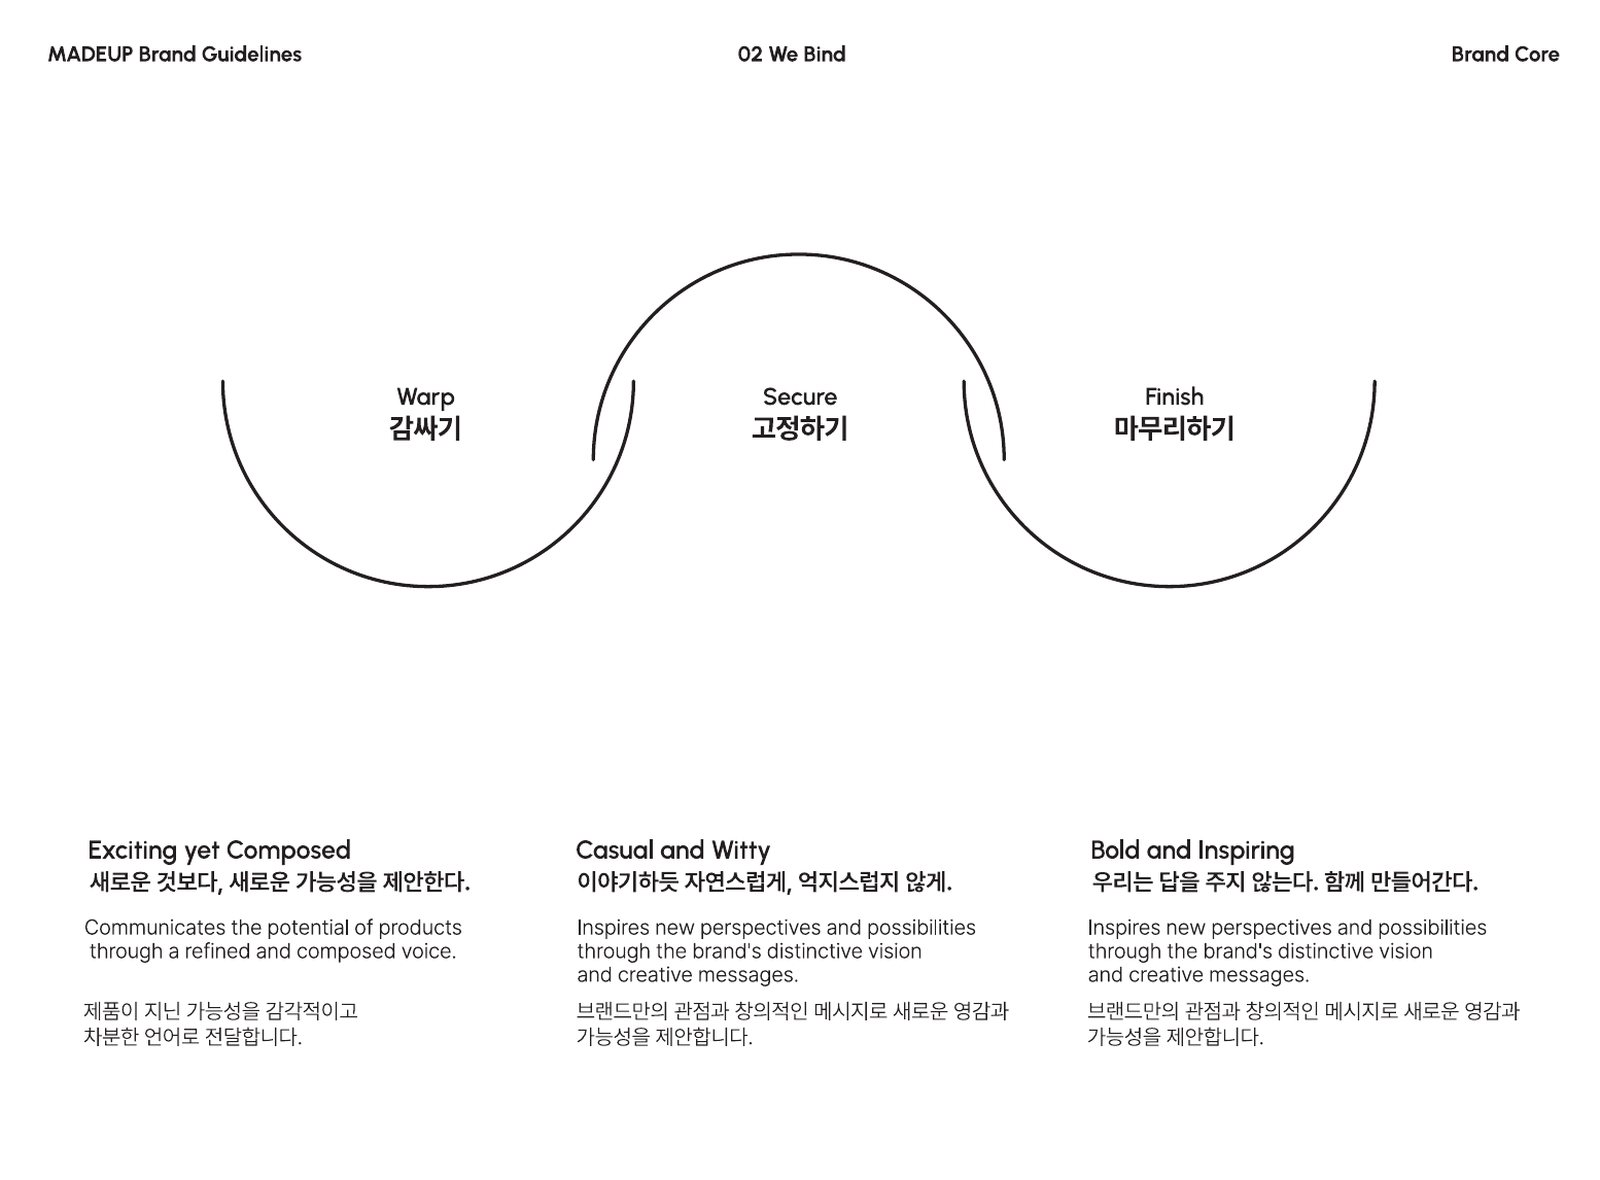 MADEUP Brand Guidelines
02 We Bind
Brand Core
Warp
감싸기
Secure
고정하기
Finish
마무리하기
Exciting yet Composed
새로운 것보다, 새로운 가능성을 제안한다.
Communicates the potential of products
through a refined and composed voice.
제품이 지닌 가능성을 감각적이고
차분한 언어로 전달합니다.
Casual and Witty
이야기하듯 자연스럽게, 억지스럽지 않게.
Inspires new perspectives and possibilities
through the brand's distinctive vision
and creative messages.
브랜드만의 관점과 창의적인 메시지로 새로운 영감과
가능성을 제안합니다.
Bold and Inspiring
우리는 답을 주지 않는다. 함께 만들어간다.
Inspires new perspectives and possibilities
through the brand's distinctive vision
and creative messages.
브랜드만의 관점과 창의적인 메시지로 새로운 영감과
가능성을 제안합니다.